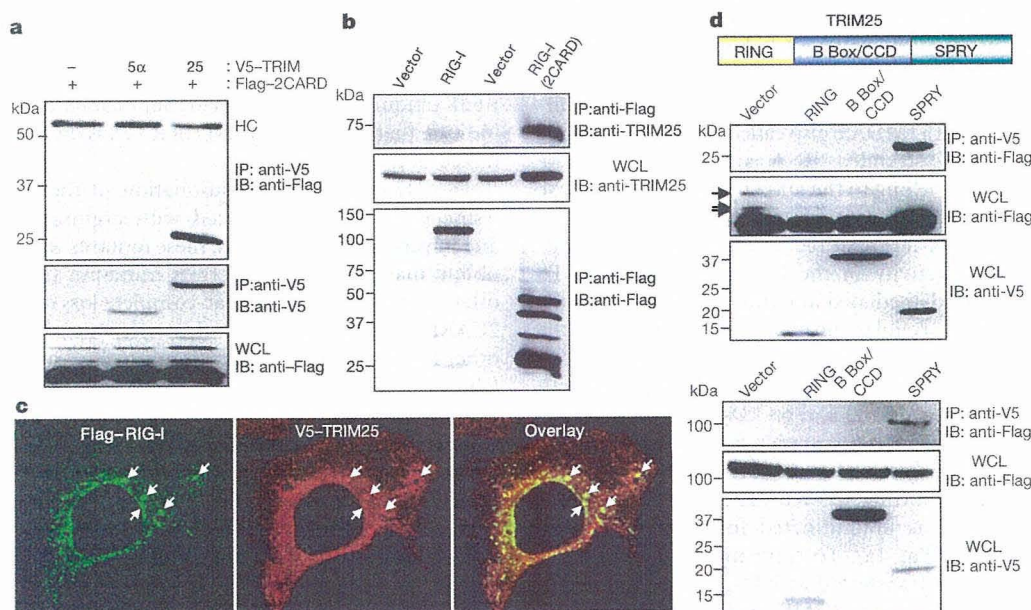 a
– 5α 25 : V5–TRIM
+ + + : Flag–2CARD
kDa
50
37
25
HC
IP: anti-V5
IB: anti-Flag
IP:anti-V5
IB:anti-V5
WCL
IB: anti–Flag
b
Vector
RIG-I
Vector
RIG-I
(2CARD)
kDa
75
IP:anti-Flag
IB:anti-TRIM25
WCL
IB: anti-TRIM25
150
100
75
50
37
25
IP:anti-Flag
IB:anti-Flag
c
Flag–RIG-I
V5–TRIM25
Overlay
d
TRIM25
RING
B Box/CCD
SPRY
Vector
RING
B Box/
CCD
SPRY
kDa
25
IP: anti-V5
IB: anti-Flag
WCL
IB: anti-Flag
37
25
20
15
WCL
IB: anti-V5
Vector
RING
B Box/
CCD
SPRY
kDa
100
IP: anti-V5
IB: anti-Flag
100
WCL
IB:anti-Flag
37
25
20
15
WCL
IB: anti-V5